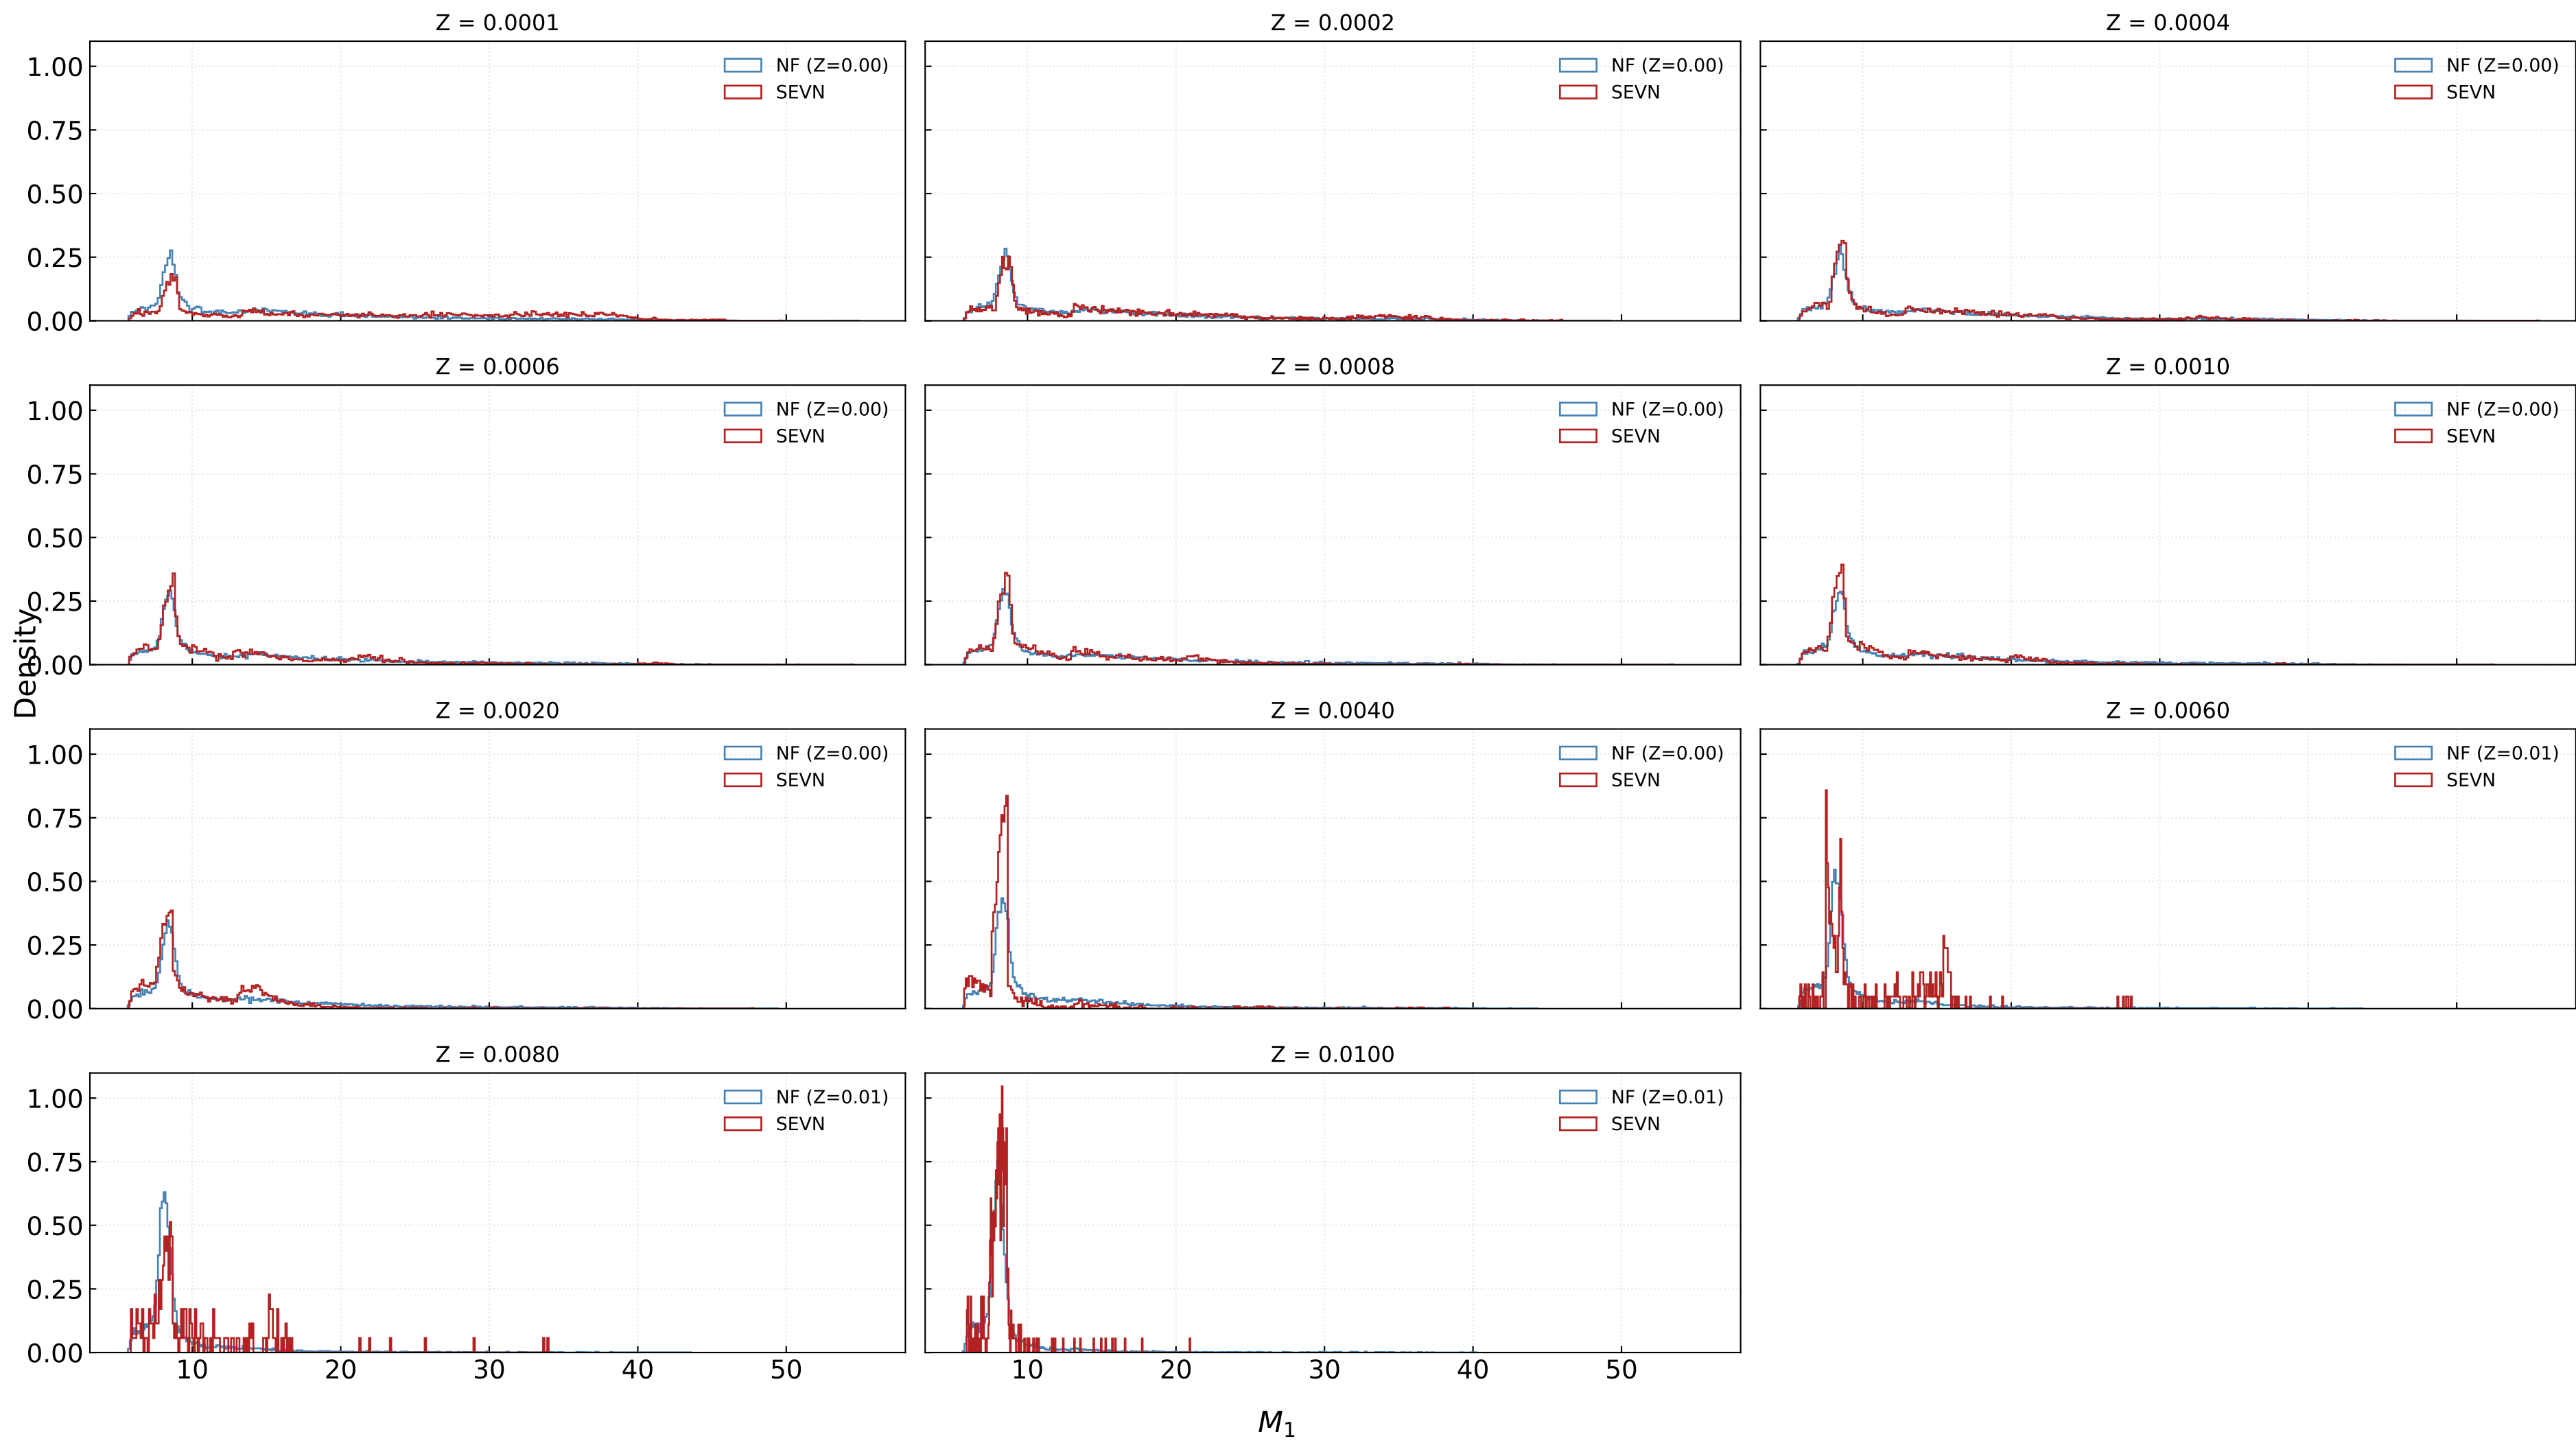 Z = 0.0001
Z = 0.0002
Z = 0.0004
1.00
0.75
0.50
0.25
0.00
NF (Z=0.00)
SEVN
NF (Z=0.00)
SEVN
NF (Z=0.00)
SEVN
Z = 0.0006
Z = 0.0008
Z = 0.0010
1.00
0.75
0.50
0.25
0.00
NF (Z=0.00)
SEVN
NF (Z=0.00)
SEVN
NF (Z=0.00)
SEVN
Density
Z = 0.0020
Z = 0.0040
Z = 0.0060
1.00
0.75
0.50
0.25
0.00
NF (Z=0.00)
SEVN
NF (Z=0.00)
SEVN
NF (Z=0.01)
SEVN
Z = 0.0080
Z = 0.0100
1.00
0.75
0.50
0.25
0.00
NF (Z=0.01)
SEVN
NF (Z=0.01)
SEVN
10 20 30 40 50
10 20 30 40 50
M₁